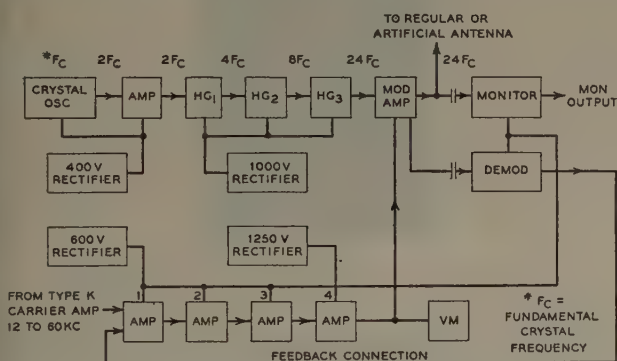 TO REGULAR OR
ARTIFICIAL ANTENNA
*FC 2FC 2FC 4FC 8FC 24FC 24FC
CRYSTAL
OSC
AMP
HG1
HG2
HG3
MOD
AMP
MONITOR
MON
OUTPUT
400V
RECTIFIER
1000V
RECTIFIER
DEMOD
600V
RECTIFIER
1250V
RECTIFIER
FROM TYPE K
CARRIER AMP
12 TO 60KC
1 2 3 4
AMP AMP AMP AMP
VM
* FC =
FUNDAMENTAL
CRYSTAL
FREQUENCY
FEEDBACK CONNECTION